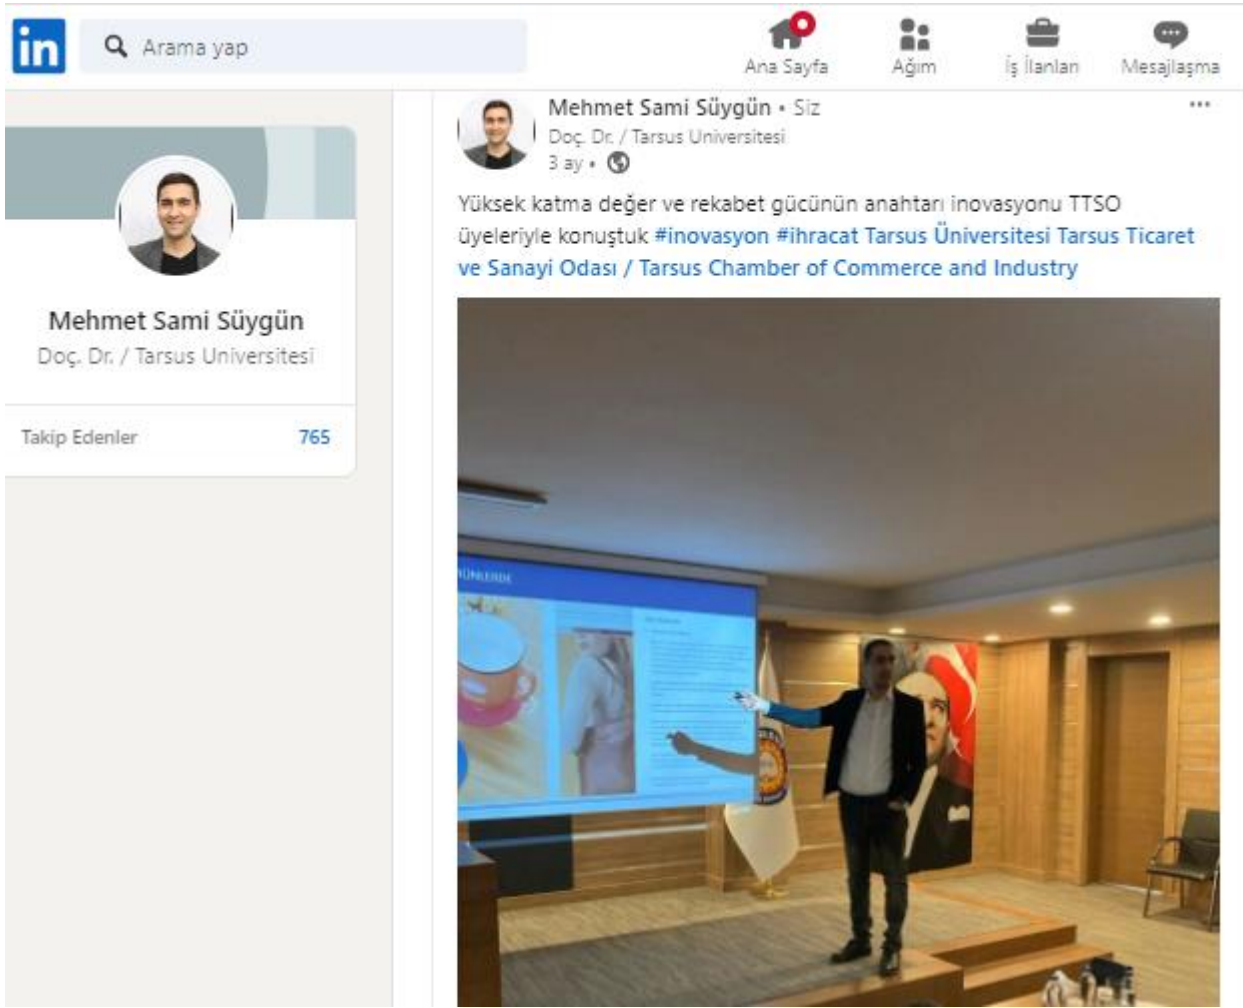 in
Arama yap
Ana Sayfa
Ağım
İş İlanları
Mesajlaşma
Mehmet Sami Süygün
Doç. Dr. / Tarsus Universitesi
Takip Edenler 765
Mehmet Sami Süygün • Siz
Doç. Dr. / Tarsus Universitesi
3 ay •
Yüksek katma değer ve rekabet gücünün anahtarı inovasyonu TTSO
üyeleriyle konuştuk #inovasyon #ihracat Tarsus Üniversitesi Tarsus Ticaret
ve Sanayi Odası / Tarsus Chamber of Commerce and Industry